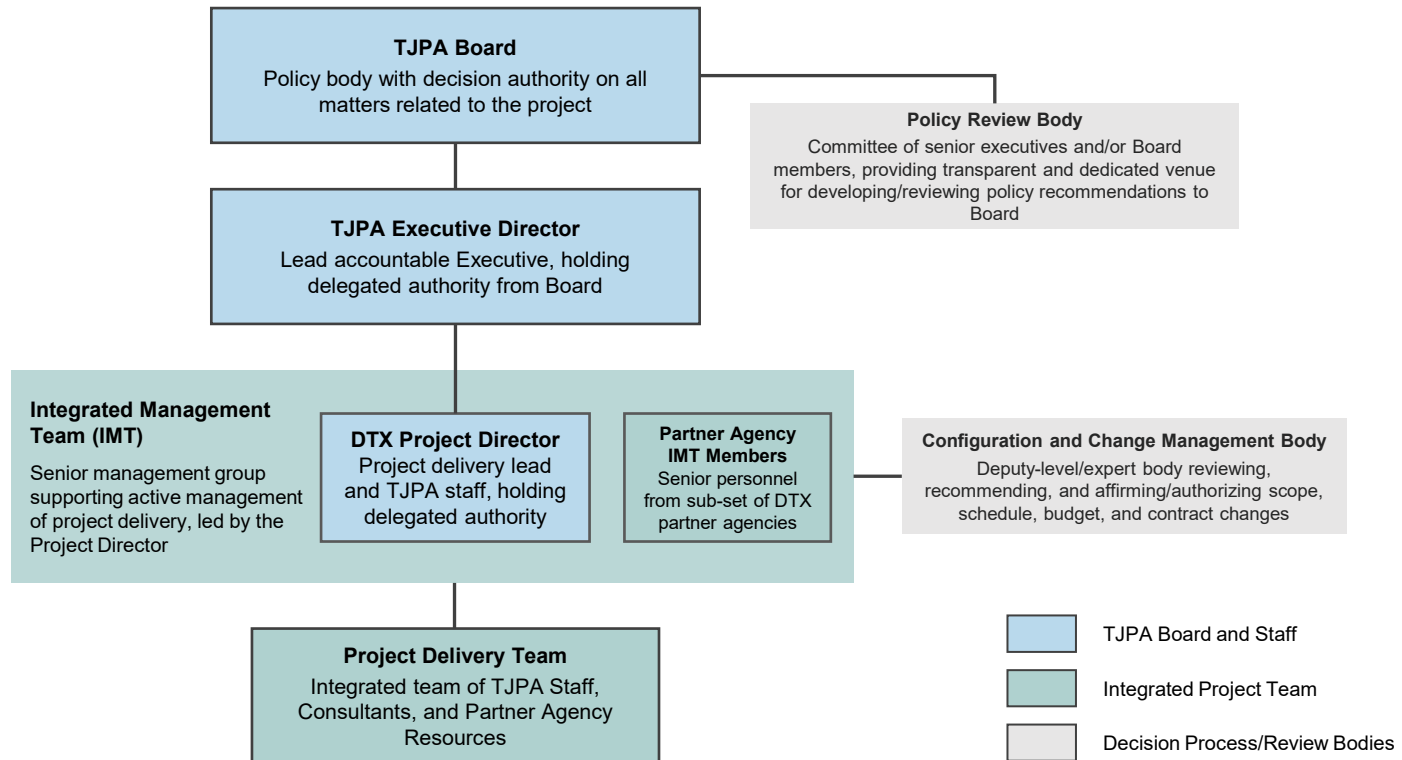 TJPA Board
Policy body with decision authority on all
matters related to the project
Policy Review Body
Committee of senior executives and/or Board
members, providing transparent and dedicated venue
for developing/reviewing policy recommendations to
Board
TJPA Executive Director
Lead accountable Executive, holding
delegated authority from Board
Integrated Management
Team (IMT)
Senior management group
supporting active management
of project delivery, led by the
Project Director
DTX Project Director
Project delivery lead
and TJPA staff, holding
delegated authority
Partner Agency
IMT Members
Senior personnel
from sub-set of DTX
partner agencies
Configuration and Change Management Body
Deputy-level/expert body reviewing,
recommending, and affirming/authorizing scope,
schedule, budget, and contract changes
Project Delivery Team
Integrated team of TJPA Staff,
Consultants, and Partner Agency
Resources
TJPA Board and Staff
Integrated Project Team
Decision Process/Review Bodies